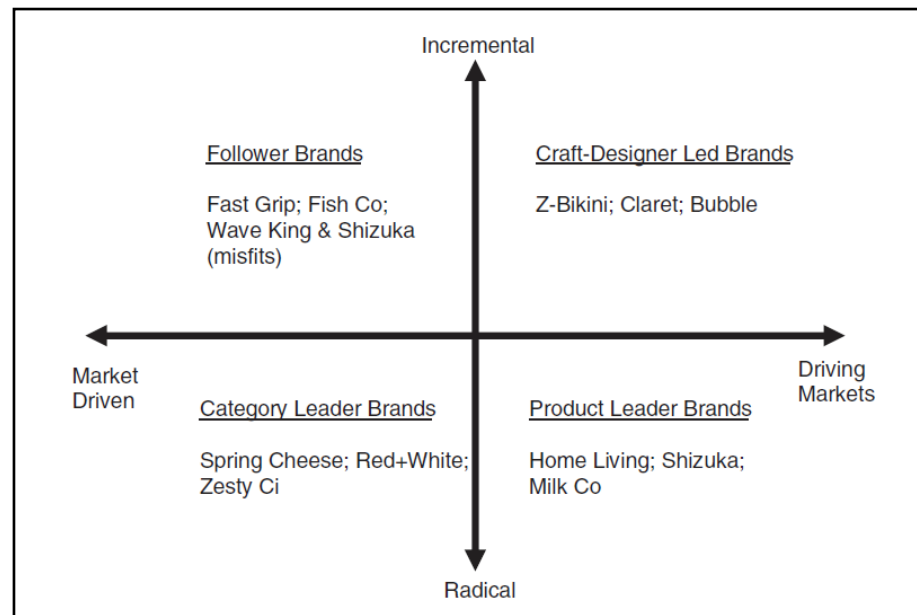 Incremental
Follower Brands
Fast Grip; Fish Co;
Wave King & Shizuka
(misfits)
Craft-Designer Led Brands
Z-Bikini; Claret; Bubble
Market
Driven
Driving
Markets
Category Leader Brands
Spring Cheese; Red+White;
Zesty Ci
Product Leader Brands
Home Living; Shizuka;
Milk Co
Radical